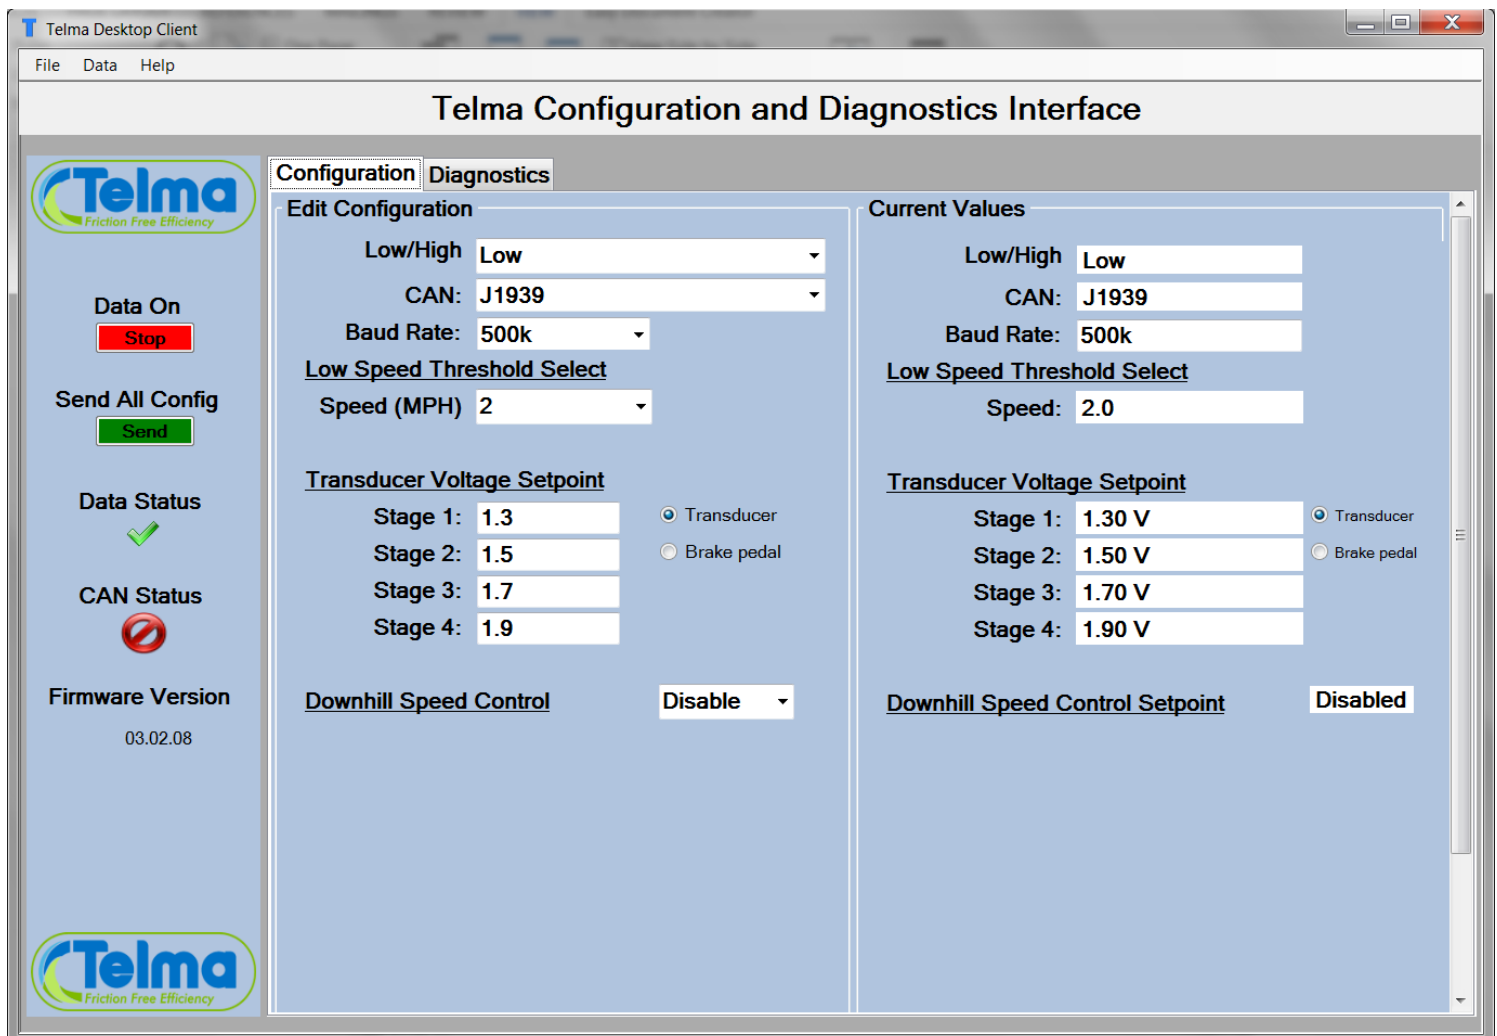 Telma Desktop Client
File Data Help
Telma Configuration and Diagnostics Interface
Telma
Friction Free Efficiency
Data On
Stop
Send All Config
Send
Data Status
CAN Status
Firmware Version
03.02.08
Telma
Friction Free Efficiency
Configuration Diagnostics
Edit Configuration
Low/High Low
CAN: J1939
Baud Rate: 500k
Low Speed Threshold Select
Speed (MPH) 2
Transducer Voltage Setpoint
Stage 1: 1.3 Transducer
Stage 2: 1.5 Brake pedal
Stage 3: 1.7
Stage 4: 1.9
Downhill Speed Control Disable
Current Values
Low/High Low
CAN: J1939
Baud Rate: 500k
Low Speed Threshold Select
Speed: 2.0
Transducer Voltage Setpoint
Stage 1: 1.30 V Transducer
Stage 2: 1.50 V Brake pedal
Stage 3: 1.70 V
Stage 4: 1.90 V
Downhill Speed Control Setpoint Disabled